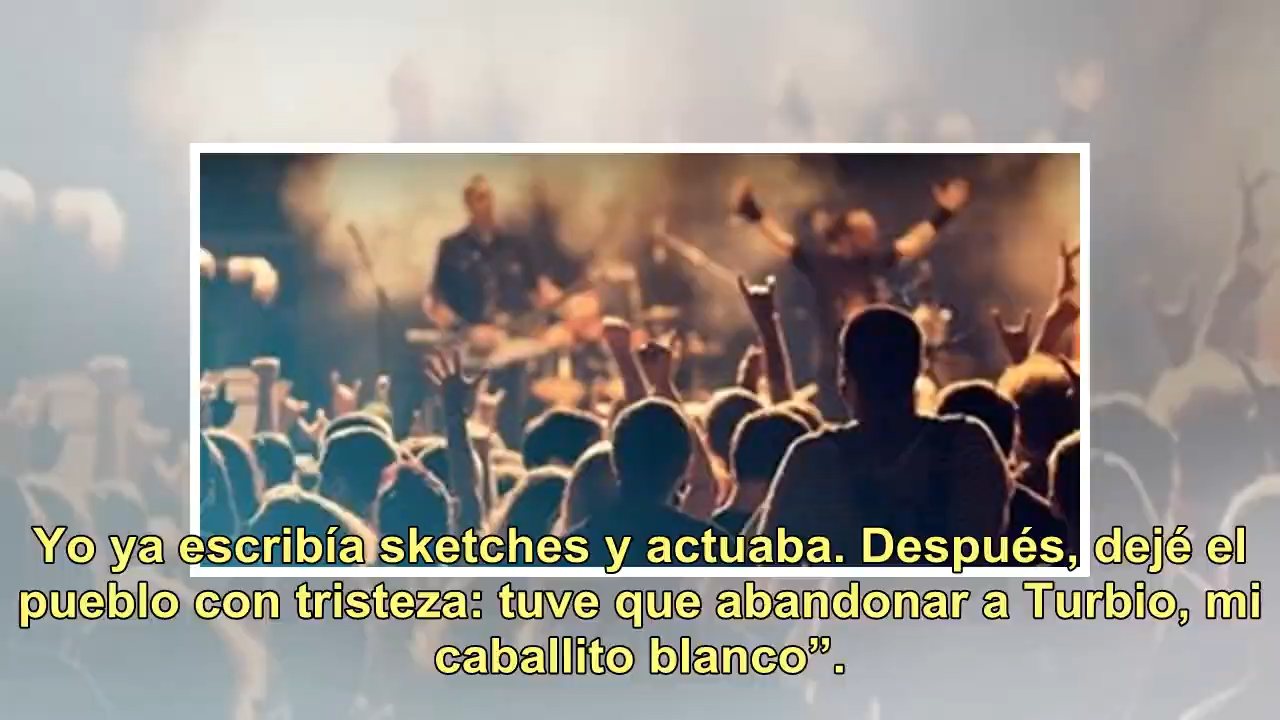 Yo ya escribía sketches y actuaba. Después, dejé el
pueblo con tristeza: tuve que abandonar a Turbio, mi
caballito blanco”.